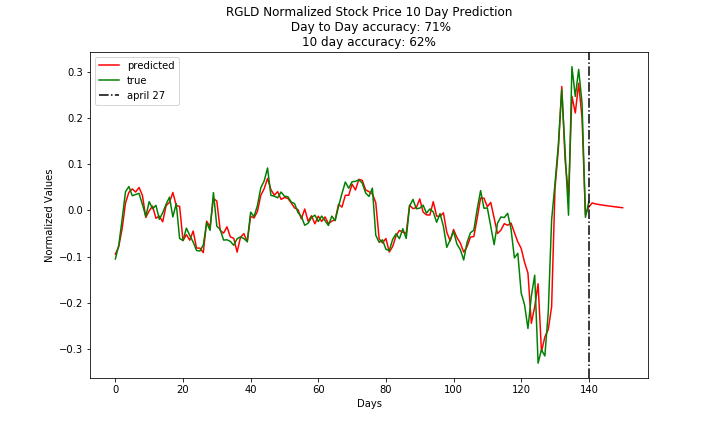 RGLD Normalized Stock Price 10 Day Prediction
Day to Day accuracy: 71%
10 day accuracy: 62%
predicted
true
april 27
Normalized Values
0.3
0.2
0.1
0.0
−0.1
−0.2
−0.3
0 20 40 60 80 100 120 140
Days